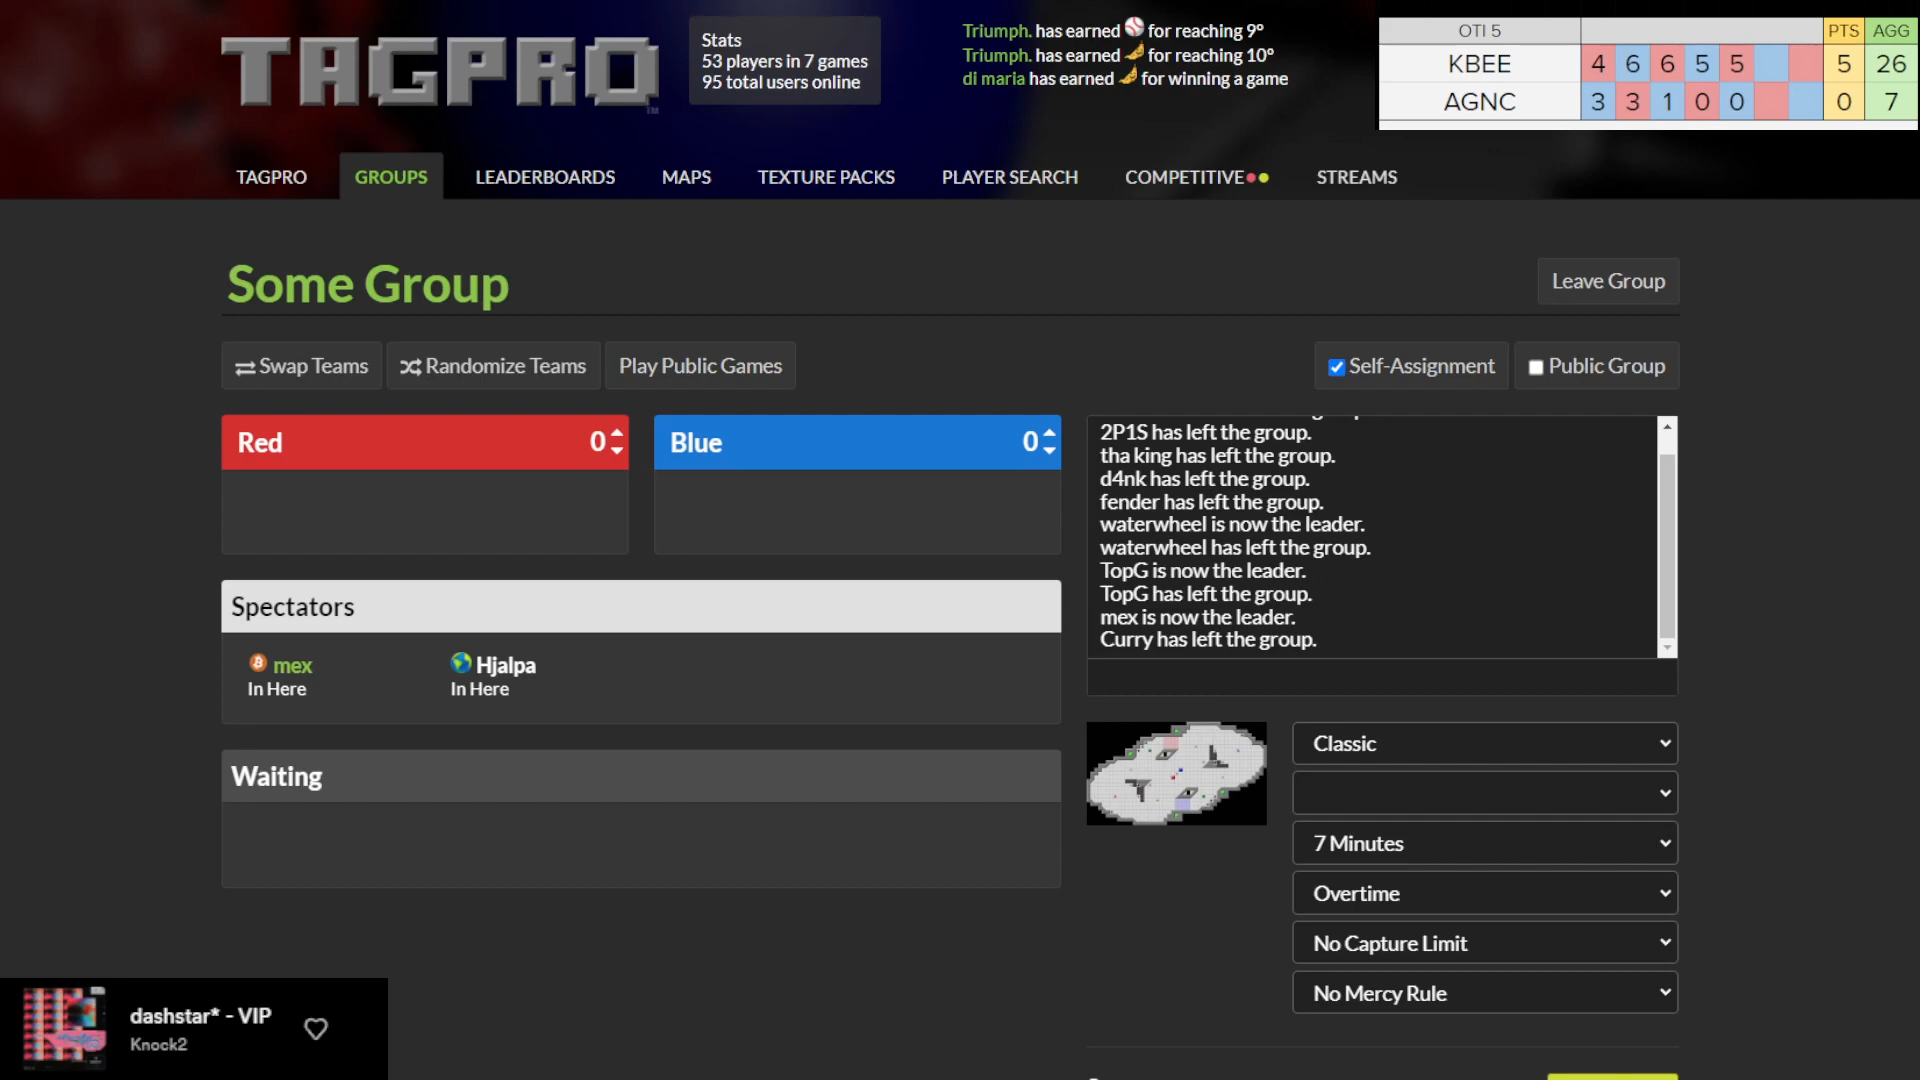 TAGPRO
TM
Stats
53 players in 7 games
95 total users online
Triumph. has earned for reaching 9°
Triumph. has earned for reaching 10°
di maria has earned for winning a game
OTI 5 PTS AGG
KBEE 4 6 6 5 5 5 26
AGNC 3 3 1 0 0 0 7
TAGPRO GROUPS LEADERBOARDS MAPS TEXTURE PACKS PLAYER SEARCH COMPETITIVE STREAMS
Some Group
Leave Group
Swap Teams Randomize Teams Play Public Games
Self-Assignment Public Group
Red 0
Blue 0
2P1S has left the group.
tha king has left the group.
d4nk has left the group.
fender has left the group.
waterwheel is now the leader.
waterwheel has left the group.
TopG is now the leader.
TopG has left the group.
mex is now the leader.
Curry has left the group.
Spectators
mex Hjalpa
In Here In Here
Waiting
Classic
7 Minutes
Overtime
No Capture Limit
No Mercy Rule
dashstar* - VIP
Knock2